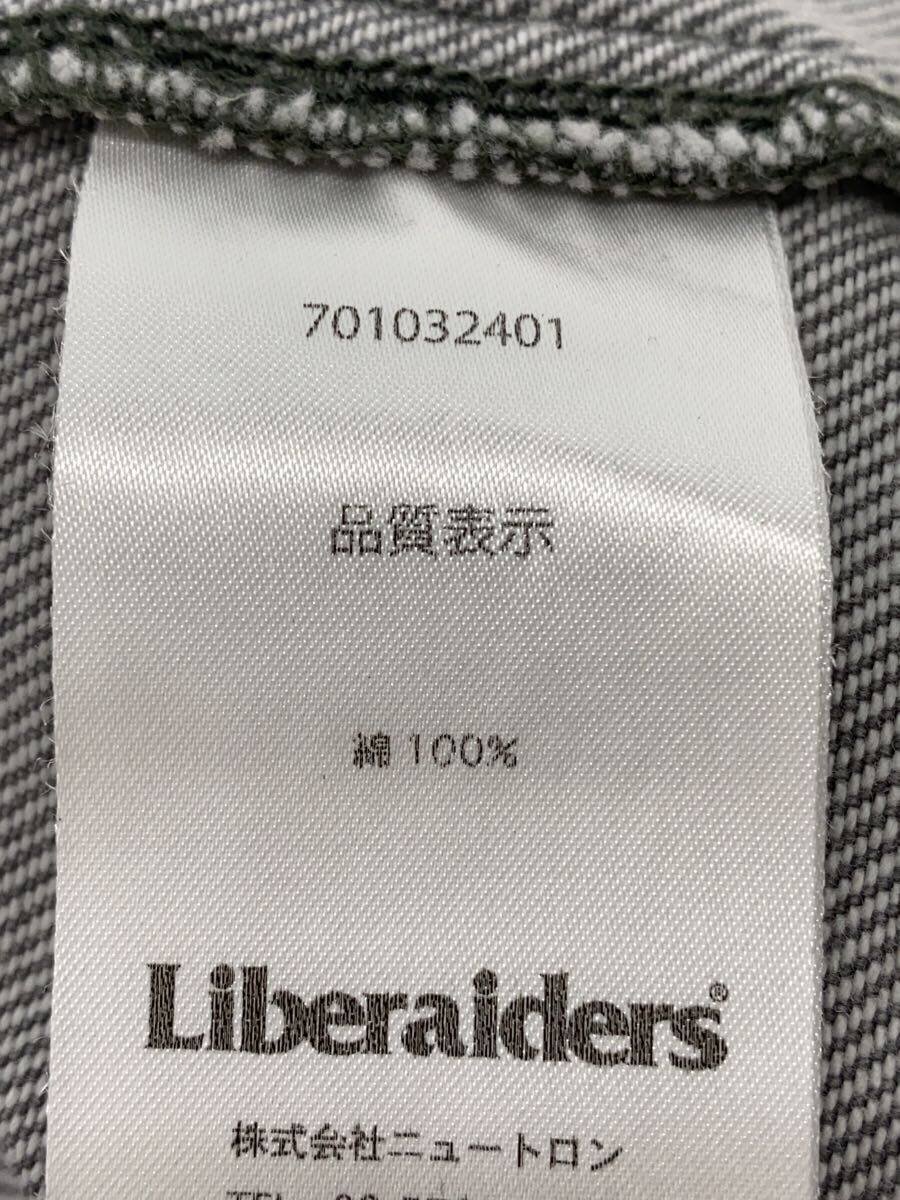 701032401
品質表示
綿 100%
Liberaiders®
株式会社ニュートロン